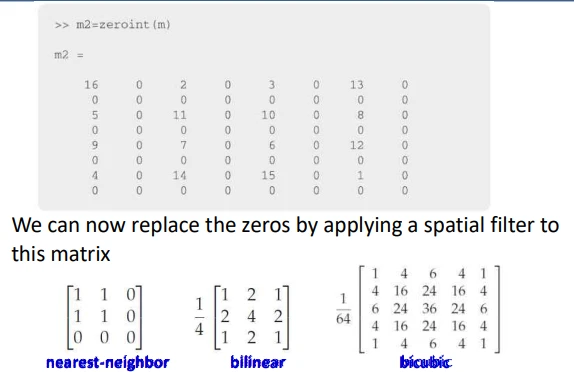 >> m2=zeroint(m)
m2 =
16 0 2 0 3 0 13 0
0 0 0 0 0 0 0 0
5 0 11 0 10 0 8 0
0 0 0 0 0 0 0 0
9 0 7 0 6 0 12 0
0 0 0 0 0 0 0 0
4 0 14 0 15 0 1 0
0 0 0 0 0 0 0 0
We can now replace the zeros by applying a spatial filter to
this matrix
1 1 0
1 1 0
0 0 0
nearest-neighbor
1/4
1 2 1
2 4 2
1 2 1
bilinear
1/64
1 4 6 4 1
4 16 24 16 4
6 24 36 24 6
4 16 24 16 4
1 4 6 4 1
bicubic